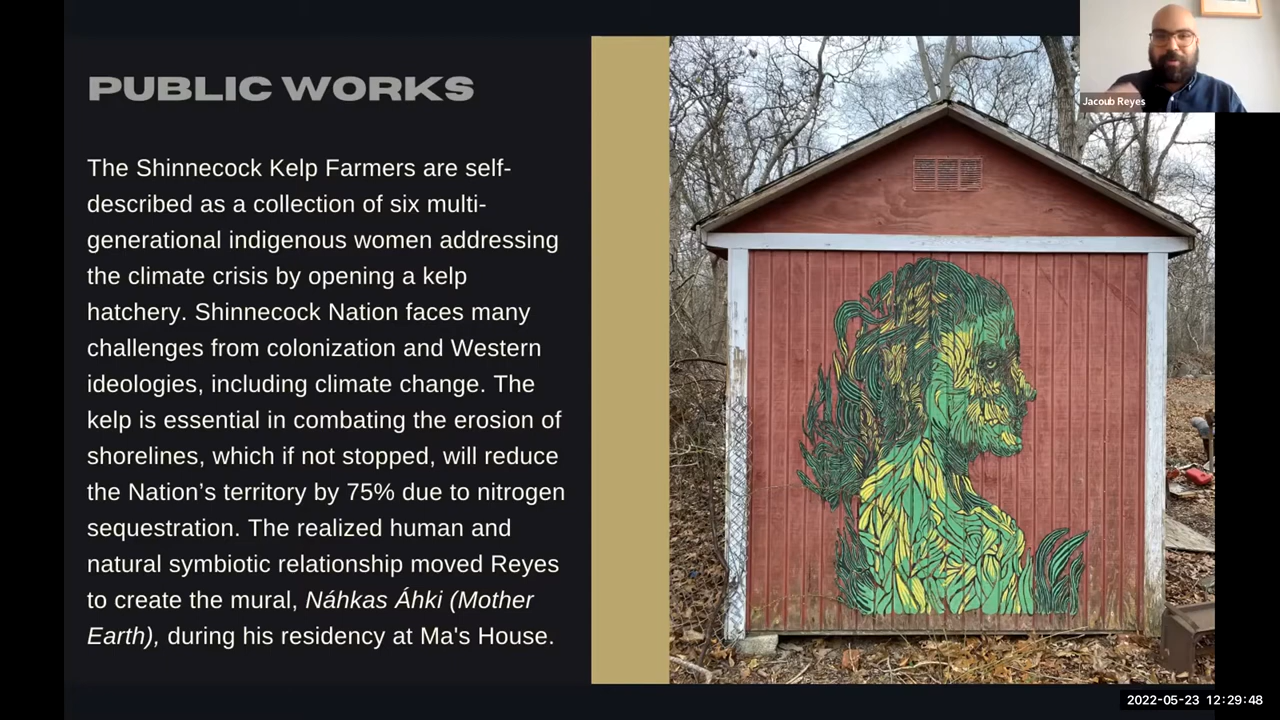 PUBLIC WORKS
The Shinnecock Kelp Farmers are self-
described as a collection of six multi-
generational indigenous women addressing
the climate crisis by opening a kelp
hatchery. Shinnecock Nation faces many
challenges from colonization and Western
ideologies, including climate change. The
kelp is essential in combating the erosion of
shorelines, which if not stopped, will reduce
the Nation’s territory by 75% due to nitrogen
sequestration. The realized human and
natural symbiotic relationship moved Reyes
to create the mural, Náhkas Áhki (Mother
Earth), during his residency at Ma's House.
Jacoub Reyes
2022-05-23 12:29:48